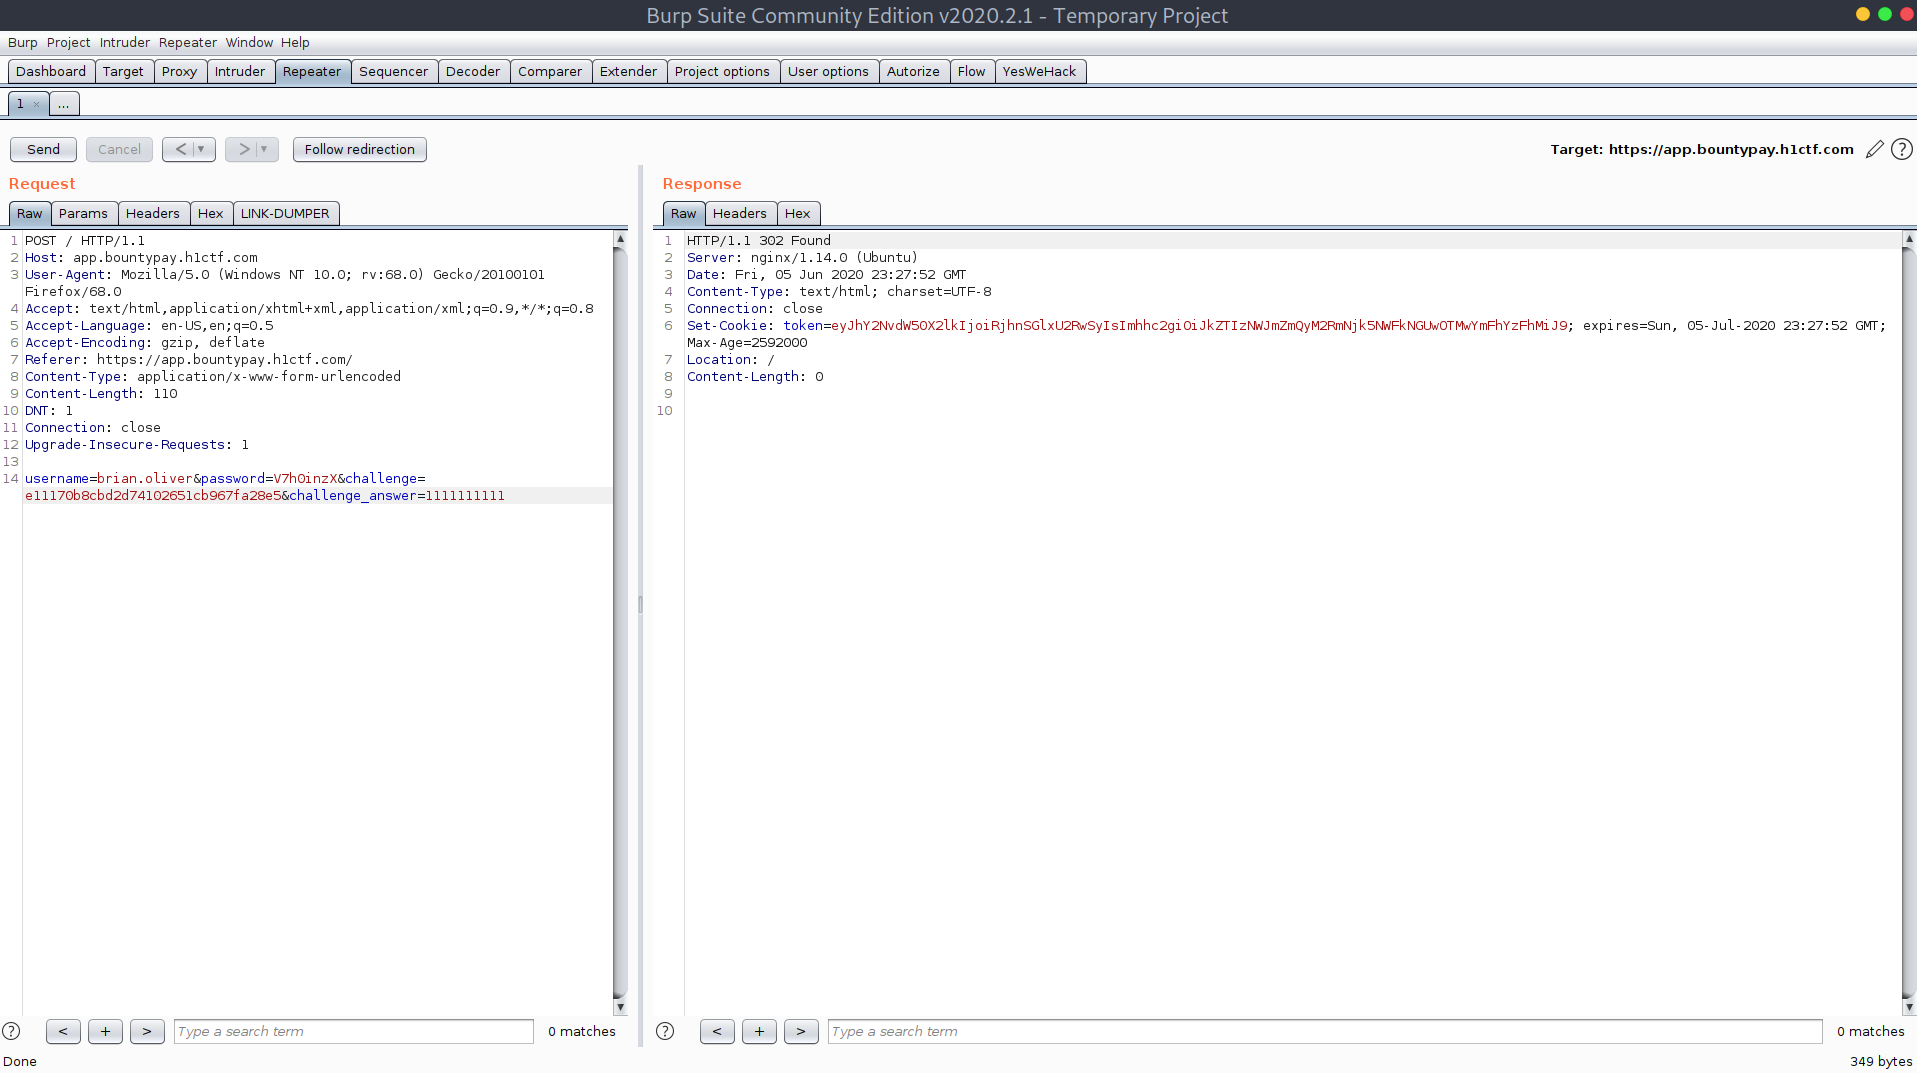 Burp Suite Community Edition v2020.2.1 - Temporary Project
Burp Project Intruder Repeater Window Help
Dashboard Target Proxy Intruder Repeater Sequencer Decoder Comparer Extender Project options User options Autorize Flow YesWeHack
1 × ...
Send Cancel < > Follow redirection Target: https://app.bountypay.h1ctf.com ?
Request
Raw Params Headers Hex LINK-DUMPER
1 POST / HTTP/1.1
2 Host: app.bountypay.h1ctf.com
3 User-Agent: Mozilla/5.0 (Windows NT 10.0; rv:68.0) Gecko/20100101
Firefox/68.0
4 Accept: text/html,application/xhtml+xml,application/xml;q=0.9,*/*;q=0.8
5 Accept-Language: en-US,en;q=0.5
6 Accept-Encoding: gzip, deflate
7 Referer: https://app.bountypay.h1ctf.com/
8 Content-Type: application/x-www-form-urlencoded
9 Content-Length: 110
10 DNT: 1
11 Connection: close
12 Upgrade-Insecure-Requests: 1
13
14 username=brian.oliver&password=V7h0inzX&challenge=
e11170b8cbd2d74102651cb967fa28e5&challenge_answer=1111111111
? < + > Type a search term 0 matches
Response
Raw Headers Hex
1 HTTP/1.1 302 Found
2 Server: nginx/1.14.0 (Ubuntu)
3 Date: Fri, 05 Jun 2020 23:27:52 GMT
4 Content-Type: text/html; charset=UTF-8
5 Connection: close
6 Set-Cookie: token=eyJhY2NvdW50X2lkIjoiRjhnSGlxU2RwSyIsImhhc2giOiJkZTIzNWJmZmQyM2RmNjk5NWFkNGUwOTMwYmFhYzFhMiJ9; expires=Sun, 05-Jul-2020 23:27:52 GMT;
Max-Age=2592000
7 Location: /
8 Content-Length: 0
9
10
? < + > Type a search term 0 matches
Done 349 bytes